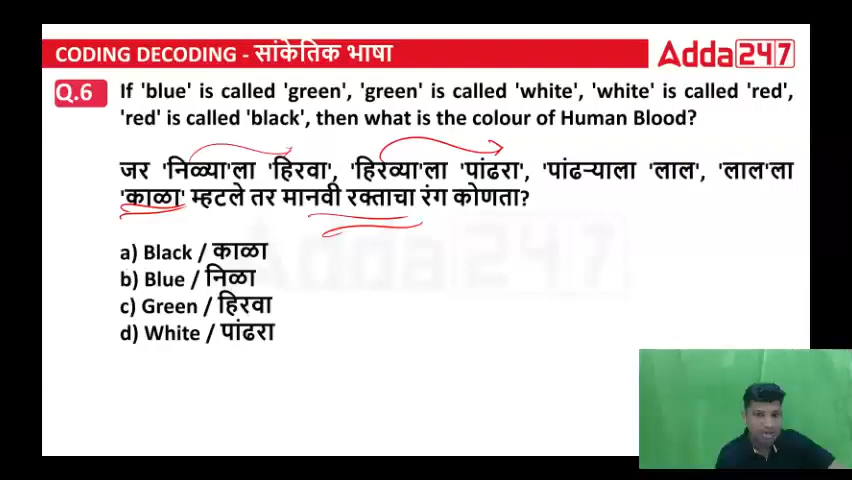 CODING DECODING - सांकेतिक भाषा
Adda247
Q.6 If 'blue' is called 'green', 'green' is called 'white', 'white' is called 'red',
'red' is called 'black', then what is the colour of Human Blood?
जर 'निळ्या'ला 'हिरवा', 'हिरव्या'ला 'पांढरा', 'पांढऱ्याला 'लाल', 'लाल'ला
'काळा' म्हटले तर मानवी रक्ताचा रंग कोणता?
a) Black / काळा
b) Blue / निळा
c) Green / हिरवा
d) White / पांढरा
Adda247